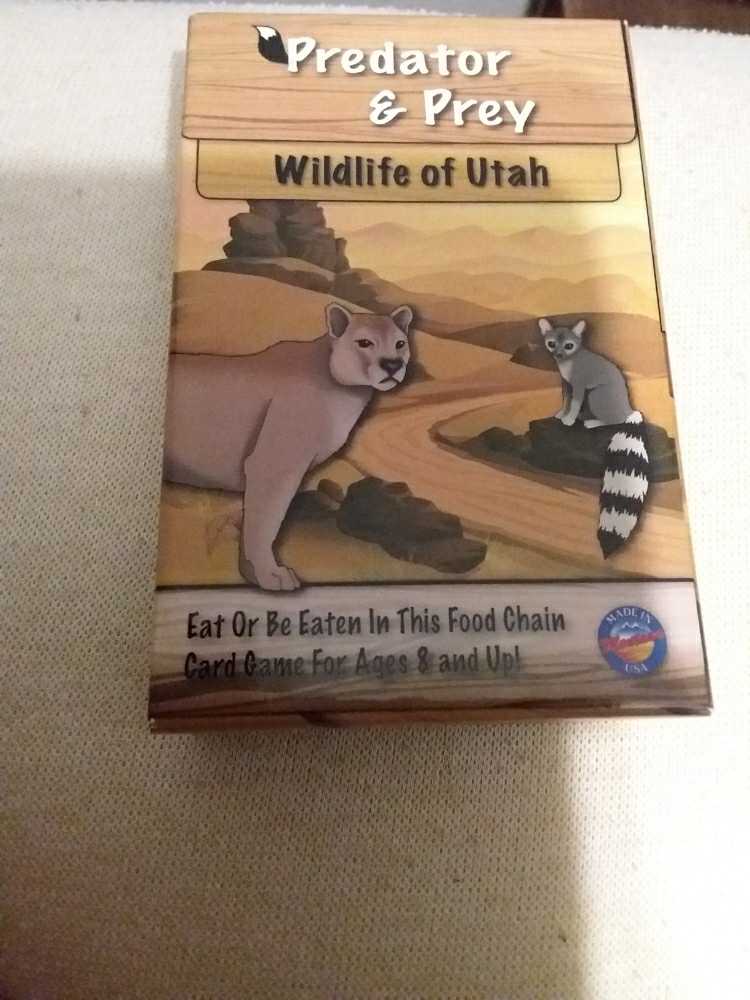 Predator
& Prey
Wildlife of Utah
Eat Or Be Eaten In This Food Chain
Card Game For Ages 8 and Up!
MADE IN
USA